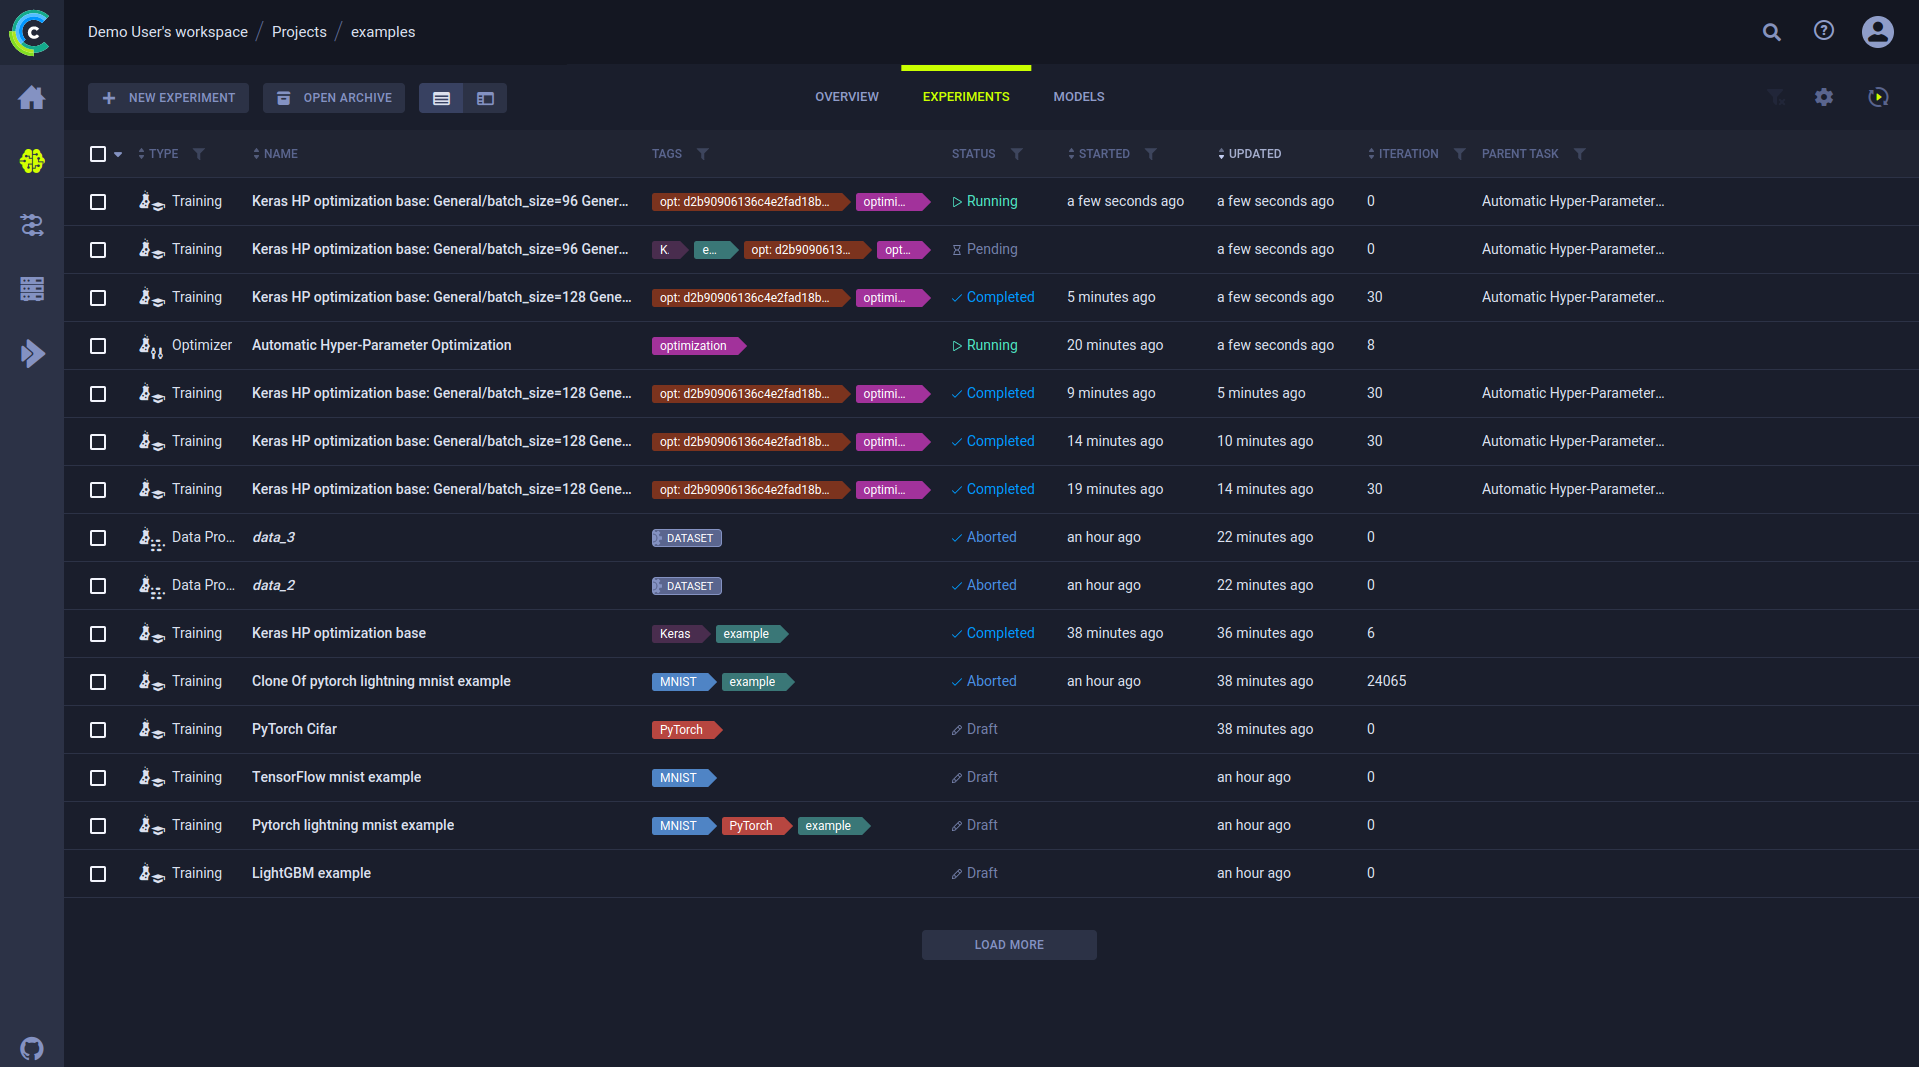 Demo User's workspace / Projects / examples
NEW EXPERIMENT OPEN ARCHIVE OVERVIEW EXPERIMENTS MODELS
TYPE NAME TAGS STATUS STARTED UPDATED ITERATION PARENT TASK
Training Keras HP optimization base: General/batch_size=96 Gener... opt: d2b90906136c4e2fad18b... optimi... Running a few seconds ago a few seconds ago 0 Automatic Hyper-Parameter...
Training Keras HP optimization base: General/batch_size=96 Gener... K. e... opt: d2b9090613... opt... Pending a few seconds ago 0 Automatic Hyper-Parameter...
Training Keras HP optimization base: General/batch_size=128 Gene... opt: d2b90906136c4e2fad18b... optimi... Completed 5 minutes ago a few seconds ago 30 Automatic Hyper-Parameter...
Optimizer Automatic Hyper-Parameter Optimization optimization Running 20 minutes ago a few seconds ago 8
Training Keras HP optimization base: General/batch_size=128 Gene... opt: d2b90906136c4e2fad18b... optimi... Completed 9 minutes ago 5 minutes ago 30 Automatic Hyper-Parameter...
Training Keras HP optimization base: General/batch_size=128 Gene... opt: d2b90906136c4e2fad18b... optimi... Completed 14 minutes ago 10 minutes ago 30 Automatic Hyper-Parameter...
Training Keras HP optimization base: General/batch_size=128 Gene... opt: d2b90906136c4e2fad18b... optimi... Completed 19 minutes ago 14 minutes ago 30 Automatic Hyper-Parameter...
Data Pro... data_3 DATASET Aborted an hour ago 22 minutes ago 0
Data Pro... data_2 DATASET Aborted an hour ago 22 minutes ago 0
Training Keras HP optimization base Keras example Completed 38 minutes ago 36 minutes ago 6
Training Clone Of pytorch lightning mnist example MNIST example Aborted an hour ago 38 minutes ago 24065
Training PyTorch Cifar PyTorch Draft 38 minutes ago 0
Training TensorFlow mnist example MNIST Draft an hour ago 0
Training Pytorch lightning mnist example MNIST PyTorch example Draft an hour ago 0
Training LightGBM example Draft an hour ago 0
LOAD MORE